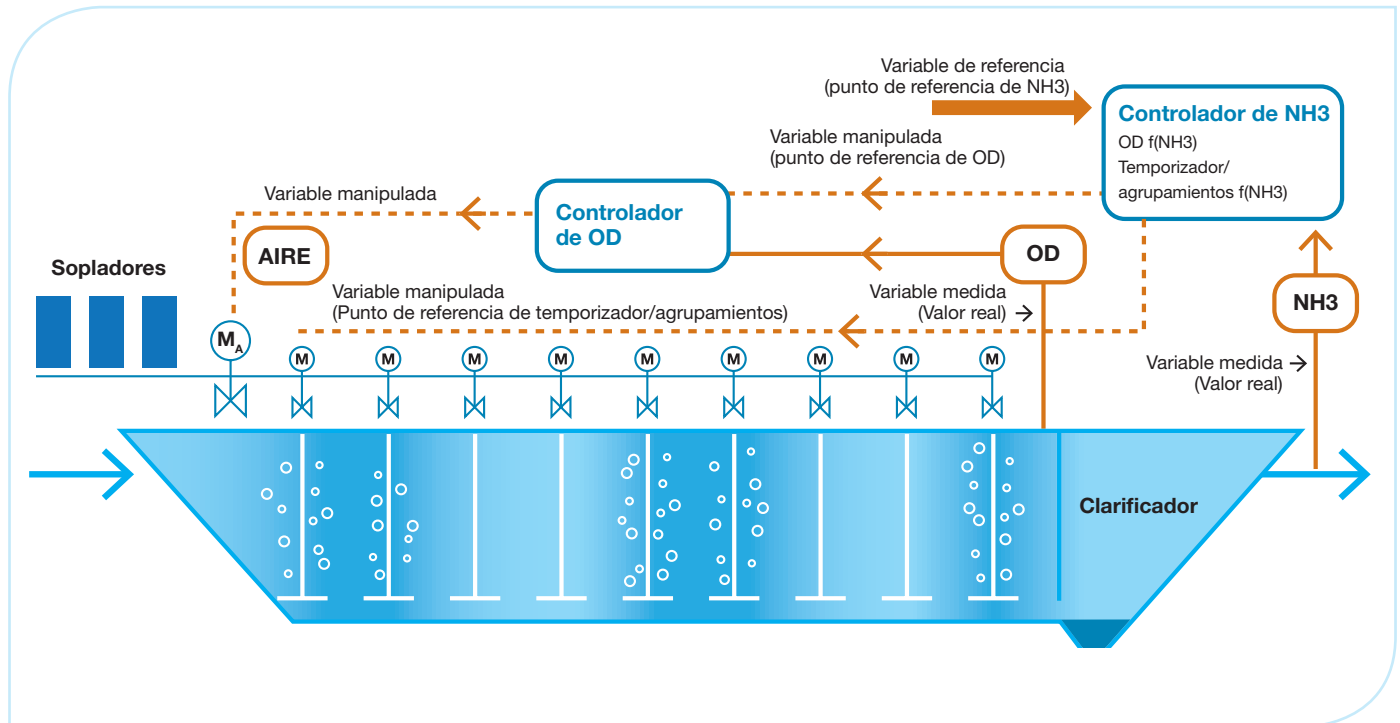 Variable de referencia
(punto de referencia de NH3)
Controlador de NH3
OD f(NH3)
Temporizador/
agrupamientos f(NH3)
Variable manipulada
(punto de referencia de OD)
Variable manipulada
Controlador
de OD
AIRE
OD
Sopladores
Variable manipulada
(Punto de referencia de temporizador/agrupamientos)
Variable medida
(Valor real) →
NH3
Variable medida →
(Valor real)
MA
M M M M M M M M M
Clarificador